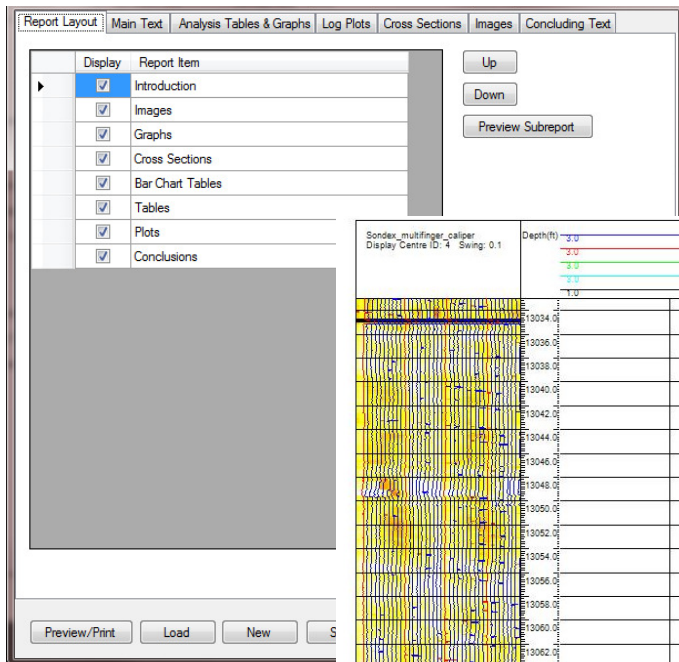 Report Layout Main Text Analysis Tables & Graphs Log Plots Cross Sections Images Concluding Text
Display Report Item
Introduction
Images
Graphs
Cross Sections
Bar Chart Tables
Tables
Plots
Conclusions
Up
Down
Preview Subreport
Preview/Print Load New S
Sondex_multifinger_caliper
Display Centre ID: 4 Swing: 0.1
Depth(ft)
3.0
3.0
3.0
3.0
1.0
13034.0
13036.0
13038.0
13040.0
13042.0
13044.0
13046.0
13048.0
13050.0
13052.0
13054.0
13056.0
13058.0
13060.0
13062.0